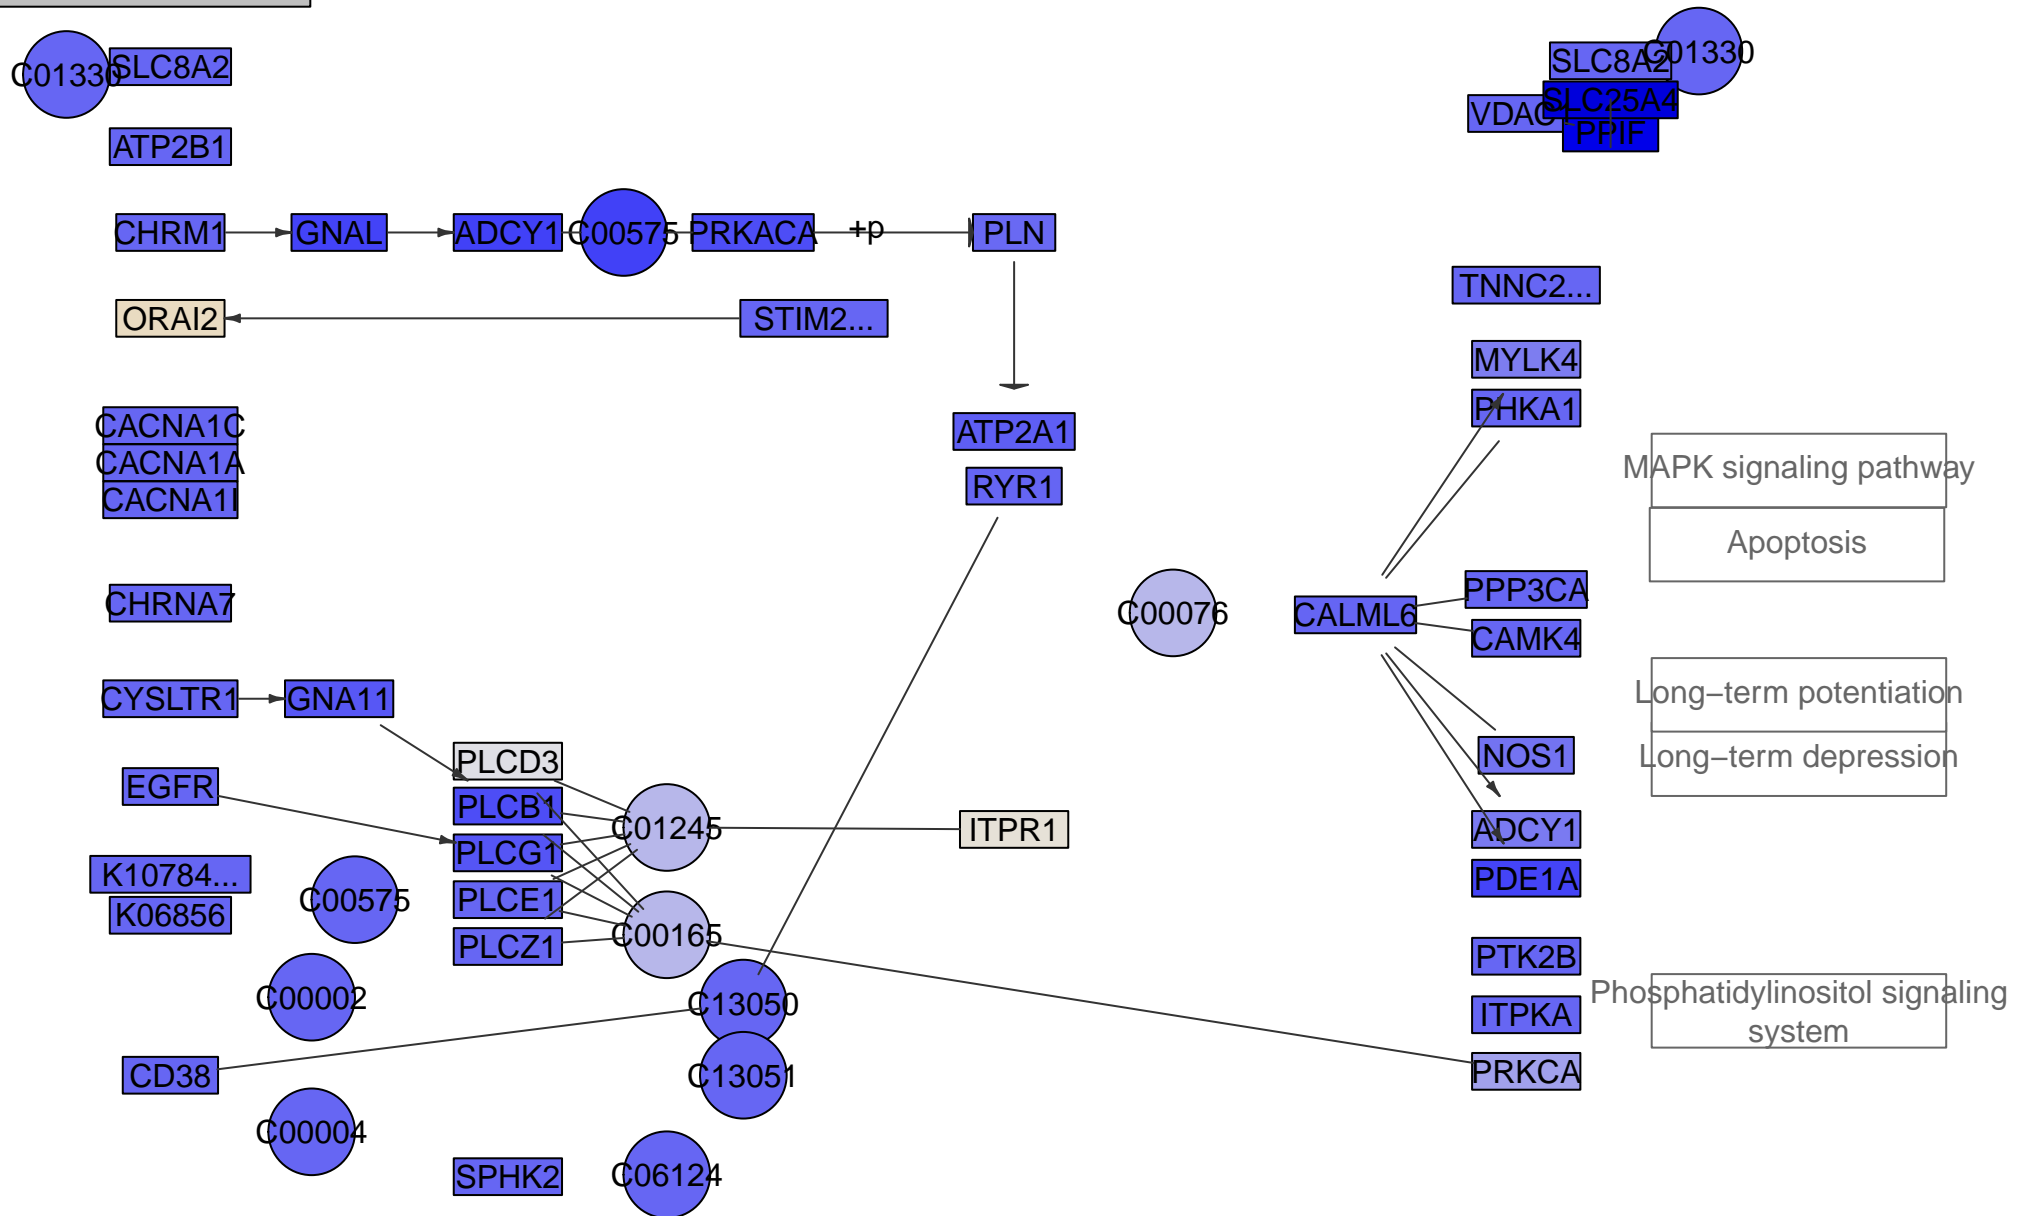 C01330
SLC8A2
SLC8A2
C01330
SLC25A4
VDAC1
PPIF
ATP2B1
CHRM1
GNAL
ADCY1
C00575
PRKACA
+p
PLN
TNNC2...
ORAI2
STIM2...
MYLK4
PHKA1
CACNA1C
CACNA1A
CACNA1I
ATP2A1
RYR1
MAPK signaling pathway
Apoptosis
CHRNA7
C00076
CALML6
PPP3CA
CAMK4
CYSLTR1
GNA11
Long−term potentiation
Long−term depression
PLCD3
NOS1
EGFR
PLCB1
C01245
ITPR1
ADCY1
PLCG1
K10784...
C00575
PDE1A
PLCE1
K06856
C00165
PLCZ1
PTK2B
C00002
C13050
ITPKA
Phosphatidylinositol signaling
system
CD38
C13051
PRKCA
C00004
SPHK2
C06124